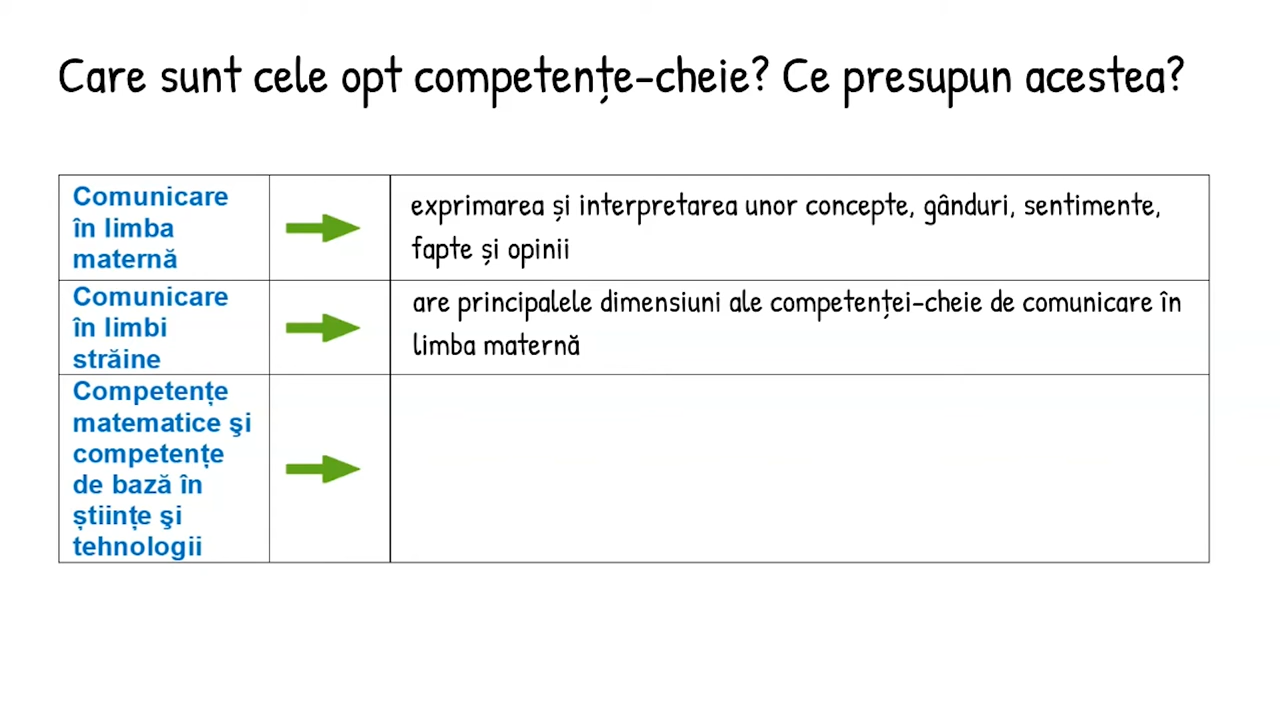 Care sunt cele opt competențe-cheie? Ce presupun acestea?
Comunicare
în limba
maternă
exprimarea și interpretarea unor concepte, gânduri, sentimente,
fapte și opinii
Comunicare
în limbi
străine
are principalele dimensiuni ale competenței-cheie de comunicare în
limba maternă
Competențe
matematice şi
competențe
de bază în
științe şi
tehnologii